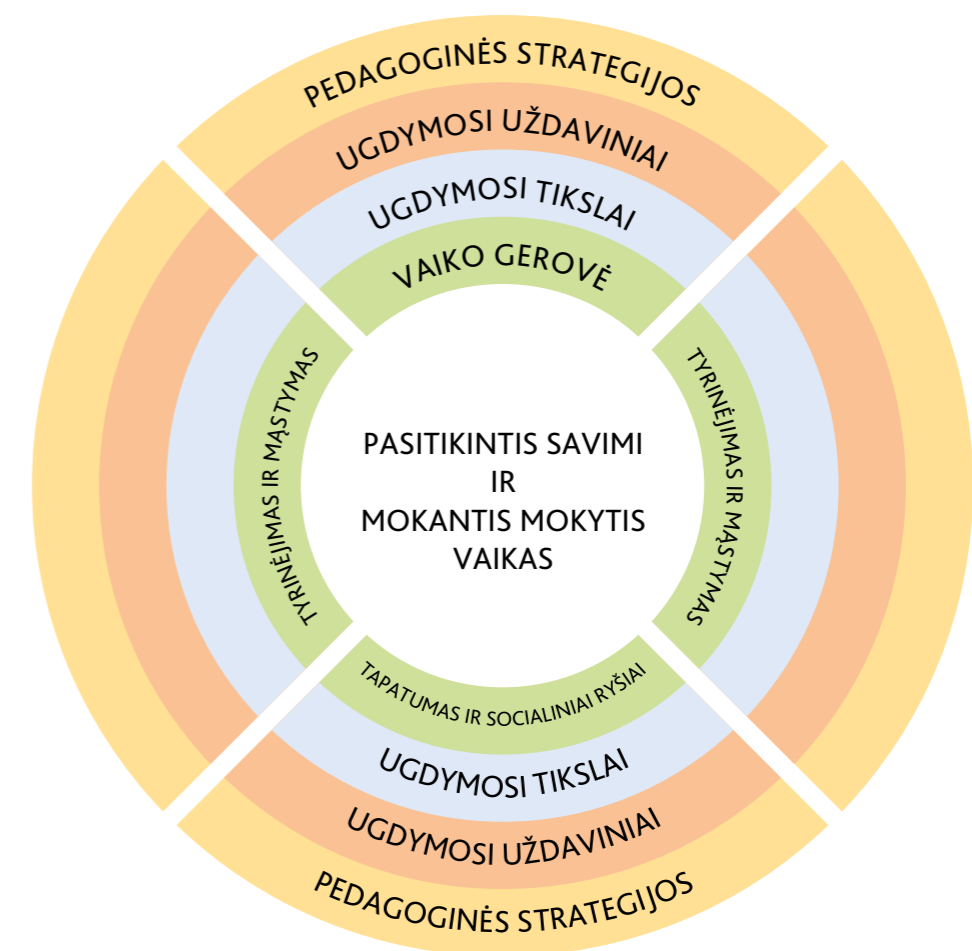 PEDAGOGINĖS STRATEGIJOS
UGDYMOSI UŽDAVINIAI
UGDYMOSI TIKSLAI
VAIKO GEROVĖ
TYRINĖJIMAS IR MĄSTYMAS
PASITIKINTIS SAVIMI
IR
MOKANTIS MOKYTIS
VAIKAS
TYRINĖJIMAS IR MĄSTYMAS
TAPATUMAS IR SOCIALINIAI RYŠIAI
UGDYMOSI TIKSLAI
UGDYMOSI UŽDAVINIAI
PEDAGOGINĖS STRATEGIJOS